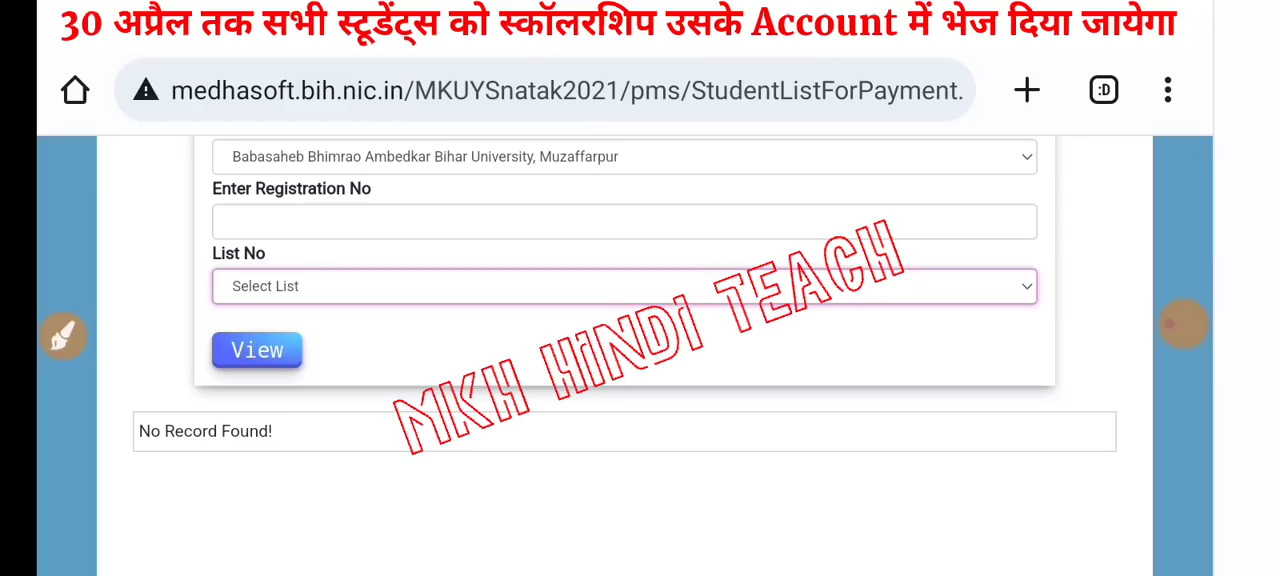 30 अप्रैल तक सभी स्टूडेंट्स को स्कॉलरशिप उसके Account में भेज दिया जायेगा
medhasoft.bih.nic.in/MKUYSnatak2021/pms/StudentListForPayment.
:D
Babasaheb Bhimrao Ambedkar Bihar University, Muzaffarpur
Enter Registration No
List No
Select List
View
MKH HINDI TEACH
No Record Found!